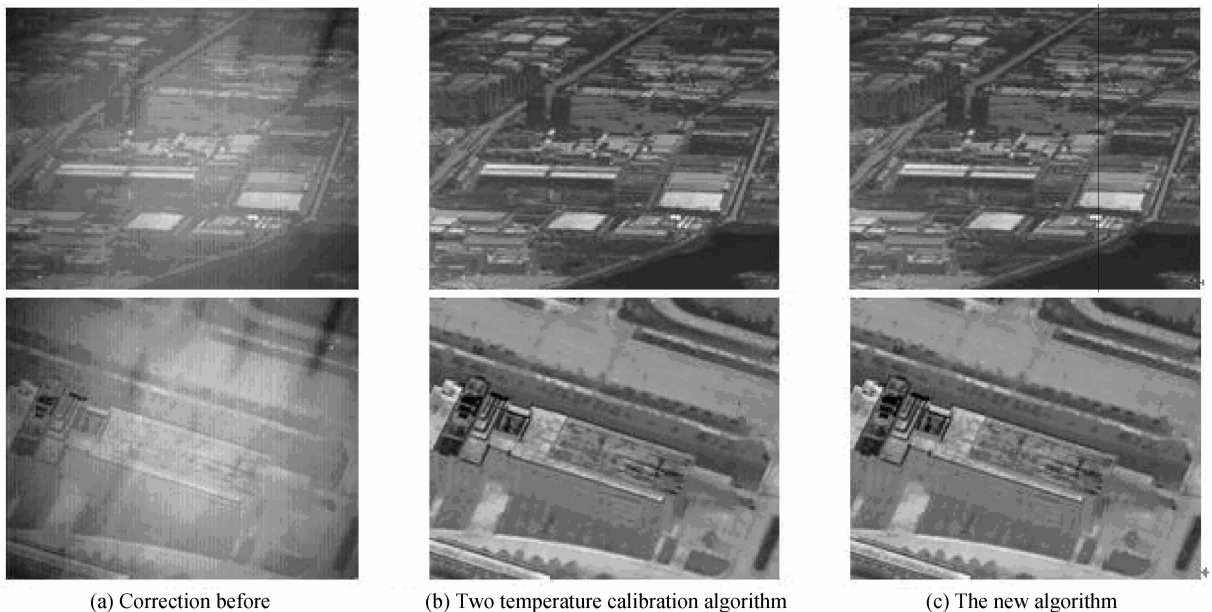 (a) Correction before
(b) Two temperature calibration algorithm
(c) The new algorithm